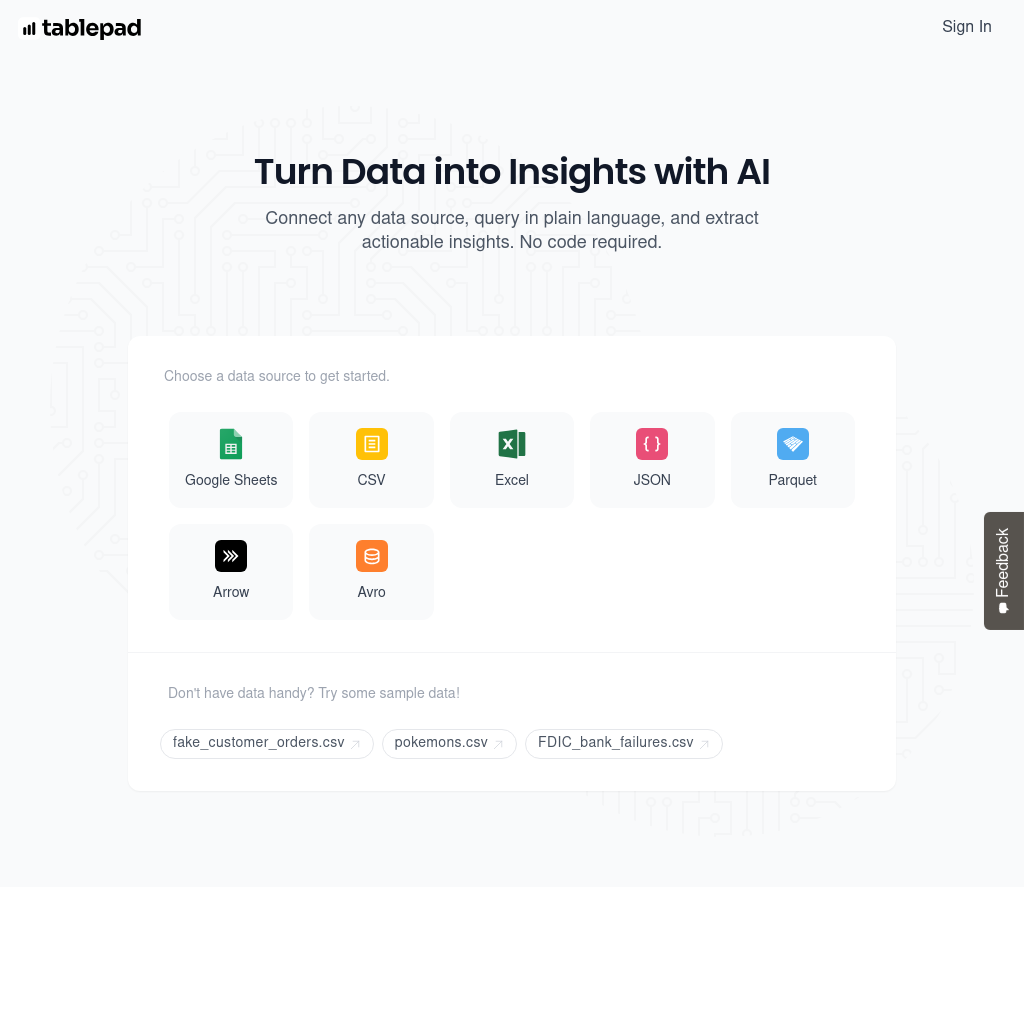 tablepad
Sign In
Turn Data into Insights with AI
Connect any data source, query in plain language, and extract
actionable insights. No code required.
Choose a data source to get started.
Google Sheets
CSV
Excel
JSON
Parquet
Arrow
Avro
Feedback
Don't have data handy? Try some sample data!
fake_customer_orders.csv
pokemons.csv
FDIC_bank_failures.csv